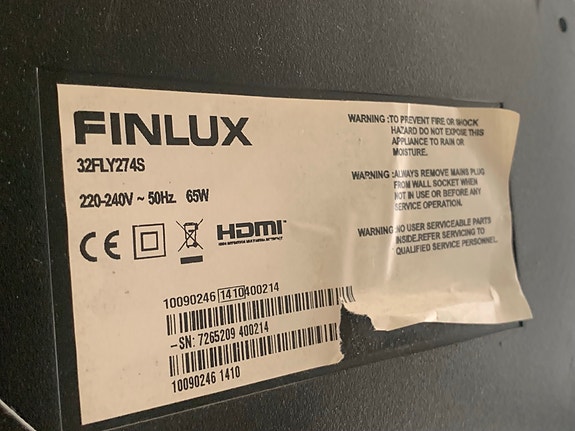 FINLUX
32FLY274S
220-240V ~ 50Hz. 65W
CE HDMI™
10090246 1410 400214
-SN: 7265209 400214
10090246 1410
WARNING :TO PREVENT FIRE OR SHOCK
HAZARD DO NOT EXPOSE THIS
APPLIANCE TO RAIN OR
MOISTURE.
WARNING :ALWAYS REMOVE MAINS PLUG
FROM WALL SOCKET WHEN
NOT IN USE OR BEFORE ANY
SERVICE OPERATION.
WARNING:NO USER SERVICEABLE PARTS
INSIDE.REFER SERVICING TO
QUALIFIED SERVICE PERSONNEL.